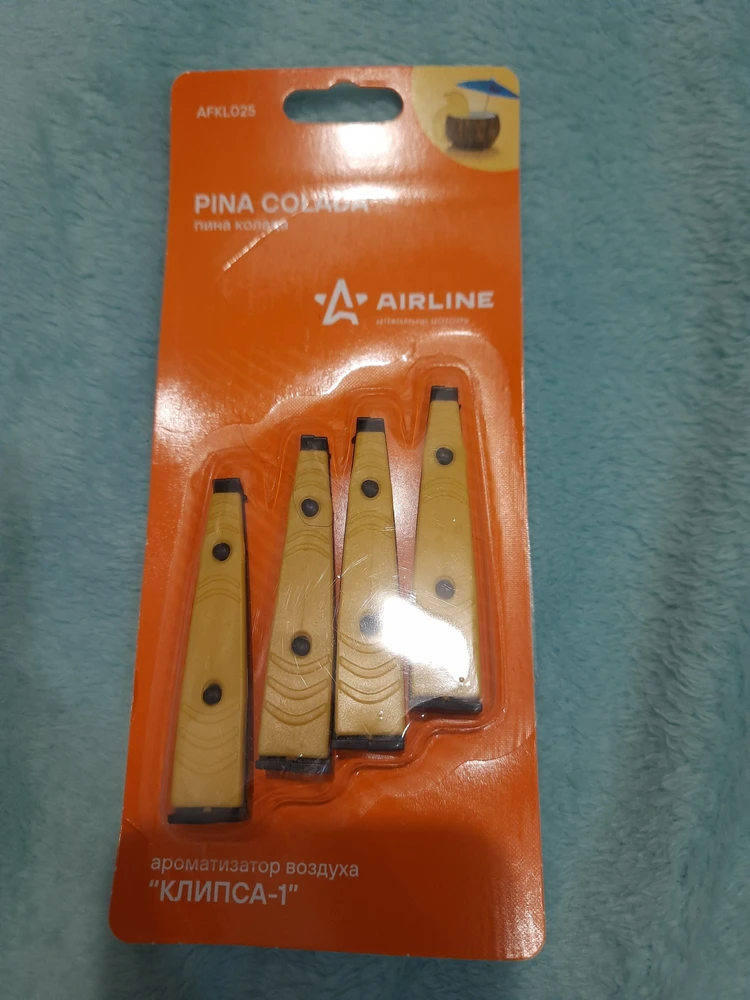 AFKL025
PINA COLADA
пина колада
AIRLINE
ароматизатор воздуха
"КЛИПСА-1"